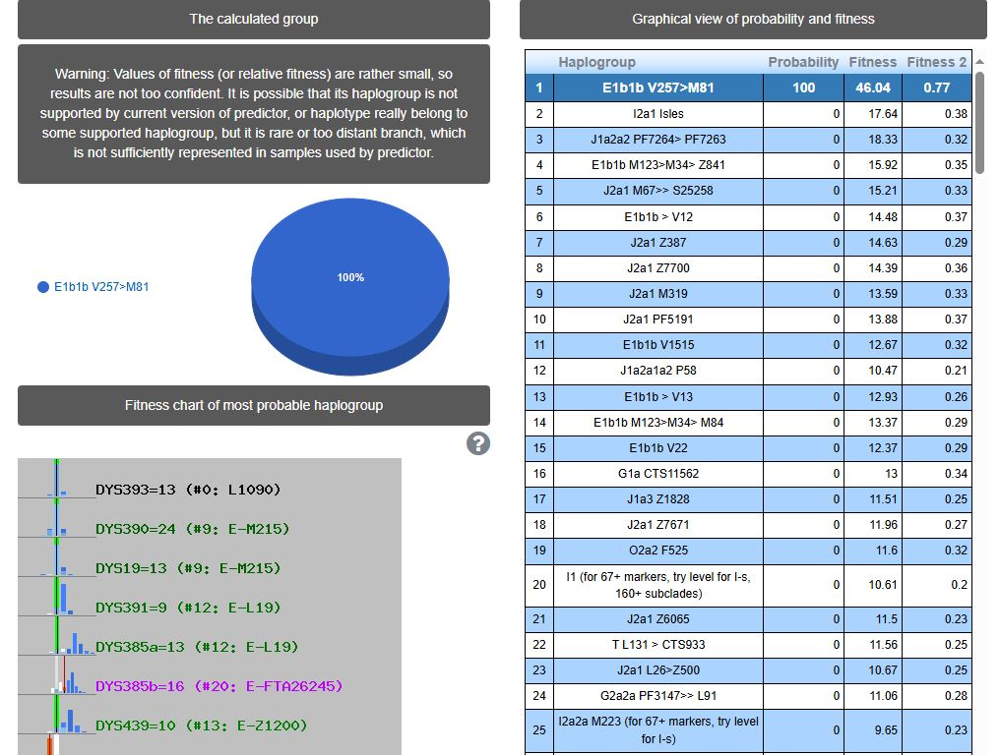 The calculated group
Warning: Values of fitness (or relative fitness) are rather small, so
results are not too confident. It is possible that its haplogroup is not
supported by current version of predictor, or haplotype really belong to
some supported haplogroup, but it is rare or too distant branch, which
is not sufficiently represented in samples used by predictor.
E1b1b V257>M81
100%
Fitness chart of most probable haplogroup
?
DYS393=13 (#0: L1090)
DYS390=24 (#9: E-M215)
DYS19=13 (#9: E-M215)
DYS391=9 (#12: E-L19)
DYS385a=13 (#12: E-L19)
DYS385b=16 (#20: E-FTA26245)
DYS439=10 (#13: E-Z1200)
Graphical view of probability and fitness
Haplogroup Probability Fitness Fitness 2
1 E1b1b V257>M81 100 46.04 0.77
2 I2a1 Isles 0 17.64 0.38
3 J1a2a2 PF7264> PF7263 0 18.33 0.32
4 E1b1b M123>M34> Z841 0 15.92 0.35
5 J2a1 M67>> S25258 0 15.21 0.33
6 E1b1b > V12 0 14.48 0.37
7 J2a1 Z387 0 14.63 0.29
8 J2a1 Z7700 0 14.39 0.36
9 J2a1 M319 0 13.59 0.33
10 J2a1 PF5191 0 13.88 0.37
11 E1b1b V1515 0 12.67 0.32
12 J1a2a1a2 P58 0 10.47 0.21
13 E1b1b > V13 0 12.93 0.26
14 E1b1b M123>M34> M84 0 13.37 0.29
15 E1b1b V22 0 12.37 0.29
16 G1a CTS11562 0 13 0.34
17 J1a3 Z1828 0 11.51 0.25
18 J2a1 Z7671 0 11.96 0.27
19 O2a2 F525 0 11.6 0.32
20 I1 (for 67+ markers, try level for I-s, 0 10.61 0.2
160+ subclades)
21 J2a1 Z6065 0 11.5 0.23
22 T L131 > CTS933 0 11.56 0.25
23 J2a1 L26>Z500 0 10.67 0.25
24 G2a2a PF3147>> L91 0 11.06 0.28
25 I2a2a M223 (for 67+ markers, try level 0 9.65 0.23
for I-s)